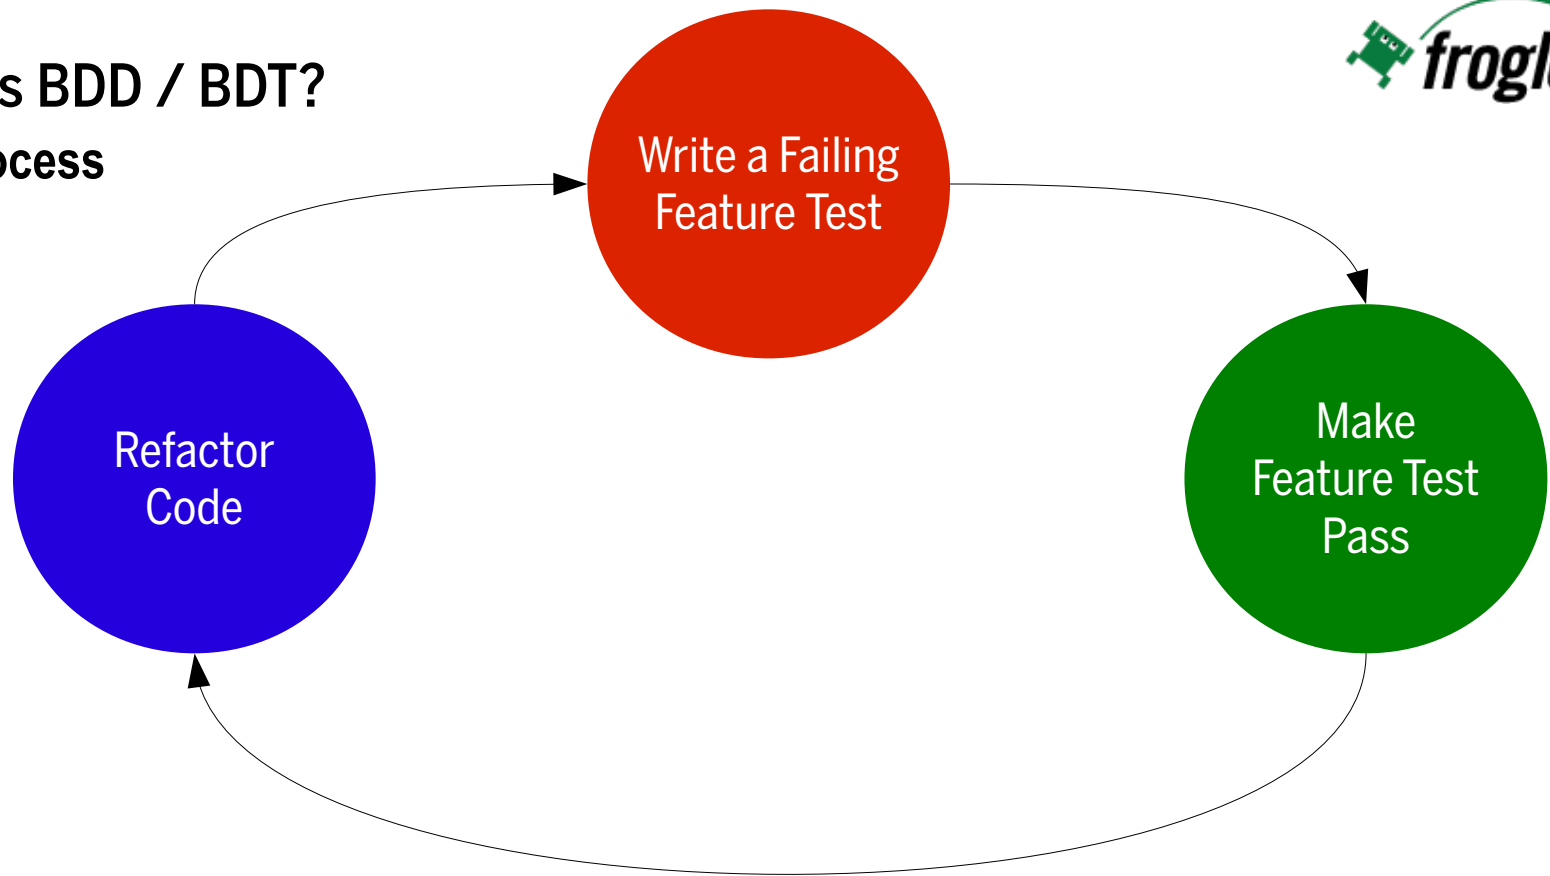 s BDD / BDT?
ocess
frogl
Write a Failing
Feature Test
Make
Feature Test
Pass
Refactor
Code